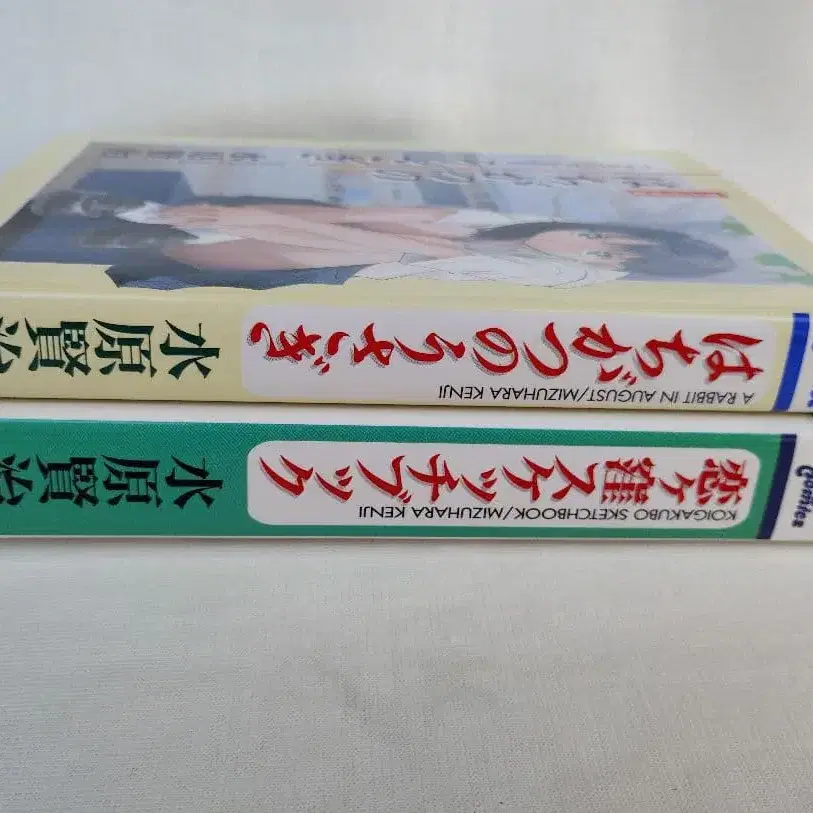 はちがつのうさぎ
A RABBIT IN AUGUST/MIZUHARA KENJI
水原賢治
Comics
恋ヶ窪スケッチブック
KOIGAKUBO SKETCHBOOK/MIZUHARA KENJI
水原賢治